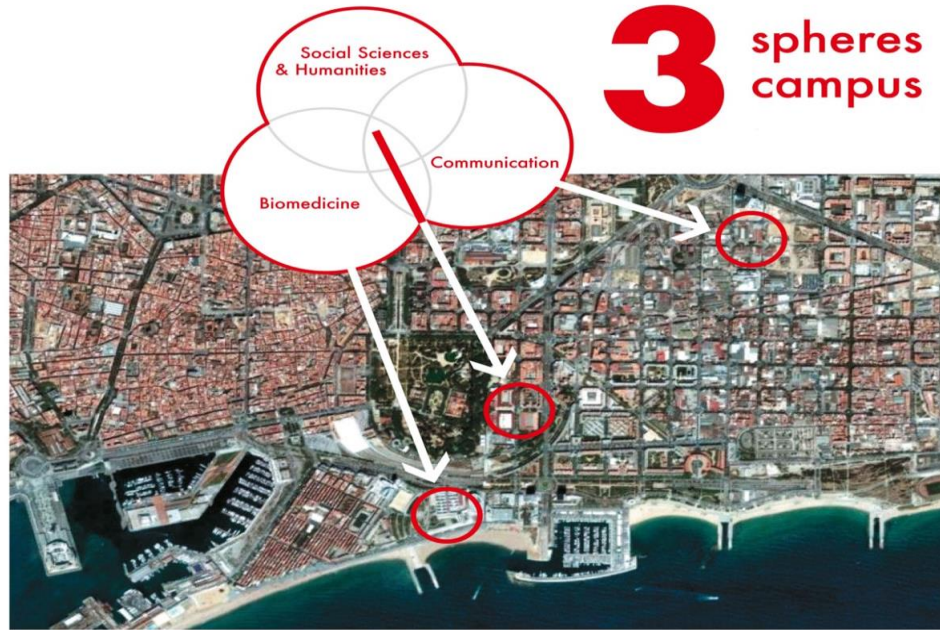 3
spheres
campus
Social Sciences
& Humanities
Communication
Biomedicine